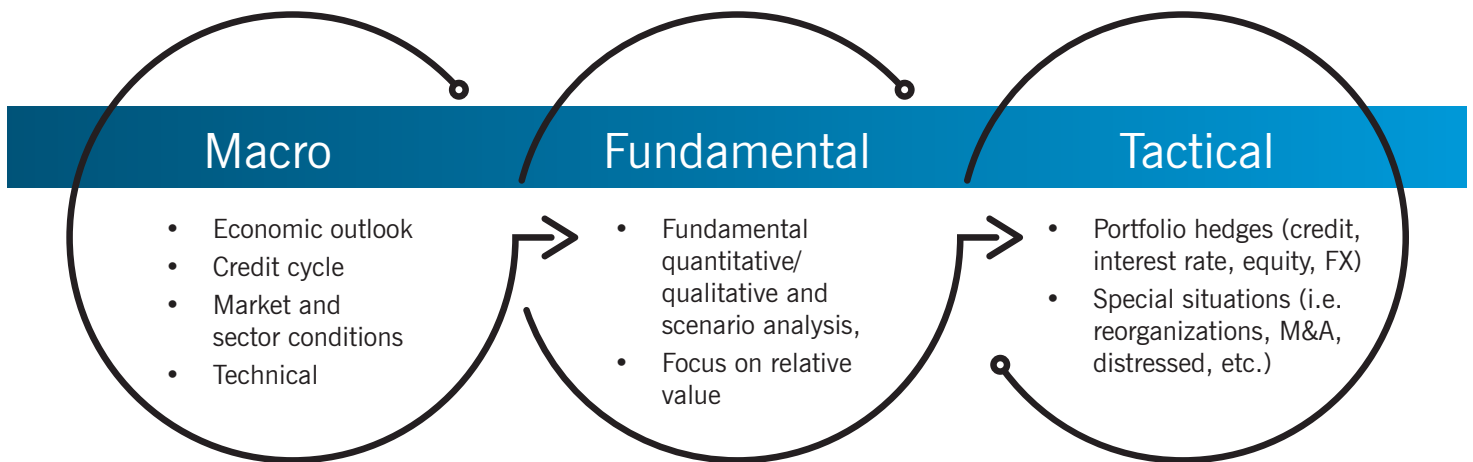 Macro
Fundamental
Tactical
• Economic outlook
• Credit cycle
• Market and
sector conditions
• Technical
• Fundamental
quantitative/
qualitative and
scenario analysis,
• Focus on relative
value
• Portfolio hedges (credit,
interest rate, equity, FX)
• Special situations (i.e.
reorganizations, M&A,
distressed, etc.)